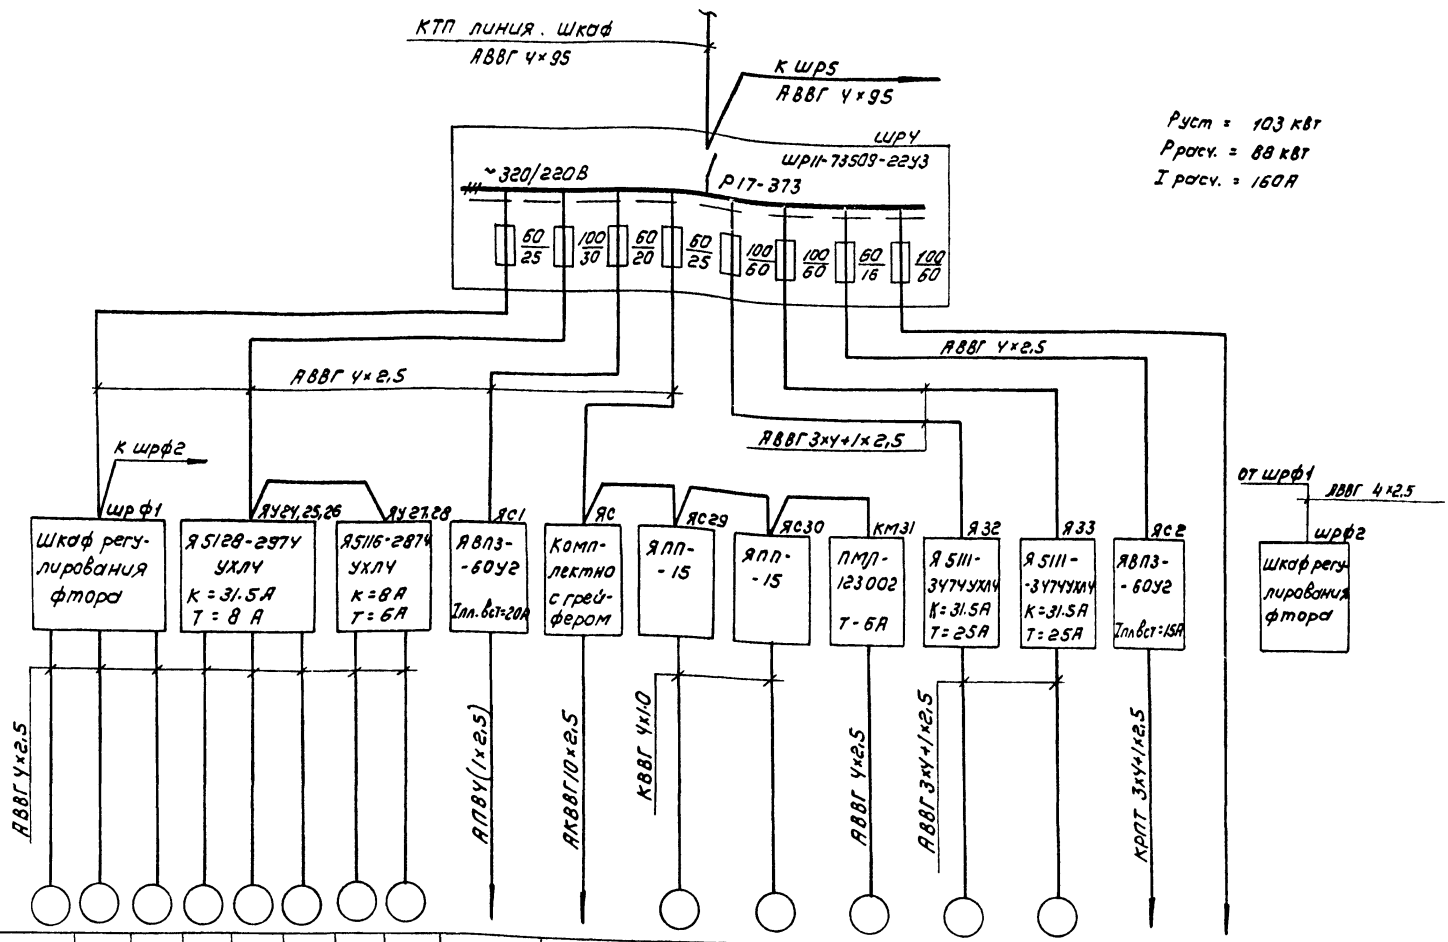 КТП линия. шкаф
АВВГ 4×95
К ШР5
АВВГ 4×95
Руст = 103 кВт
Ррасч. = 88 кВт
Iрасч. = 160А
ШР4
ШР11-73509-22У3
~320/220В
Р17-373
60/25
100/30
60/20
60/25
100/60
100/60
60/16
100/60
АВВГ 4×2,5
АВВГ 4×2,5
АВВГ 3×4+1×2,5
К ШРФ2
ШРФ1
ЯУ24,25,26
ЯУ27,28
ЯС1
ЯС
ЯС29
ЯС30
КМ31
Я32
Я33
ЯС2
от ШРФ1
АВВГ 4×2.5
ШРФ2
Шкаф регу-
лирования
фтора
Я5128-2974
УХЛ4
К = 31.5А
Т = 8 А
Я5116-2874
УХЛ4
К = 8А
Т = 6А
ЯВПЗ-
-60У2
Iпл.вст=20А
Комп-
лектно
с грей-
фером
ЯПП-
-15
ЯПП-
-15
ПМЛ-
123002
Т-6А
Я5111-
3474УХЛ4
К=31.5А
Т=25А
Я5111-
-3474УХЛ4
К=31.5А
Т=25А
ЯВПЗ-
-60У2
Iпл.вст=15А
Шкаф регу-
лирования
фтора
АВВГ 4×2,5
АПВ4(1×2,5)
АКВВГ10×2,5
КВВГ 4×1.0
АВВГ 4×2,5
АВВГ 3×4+1×2,5
КРПТ 3×4+1×2,5